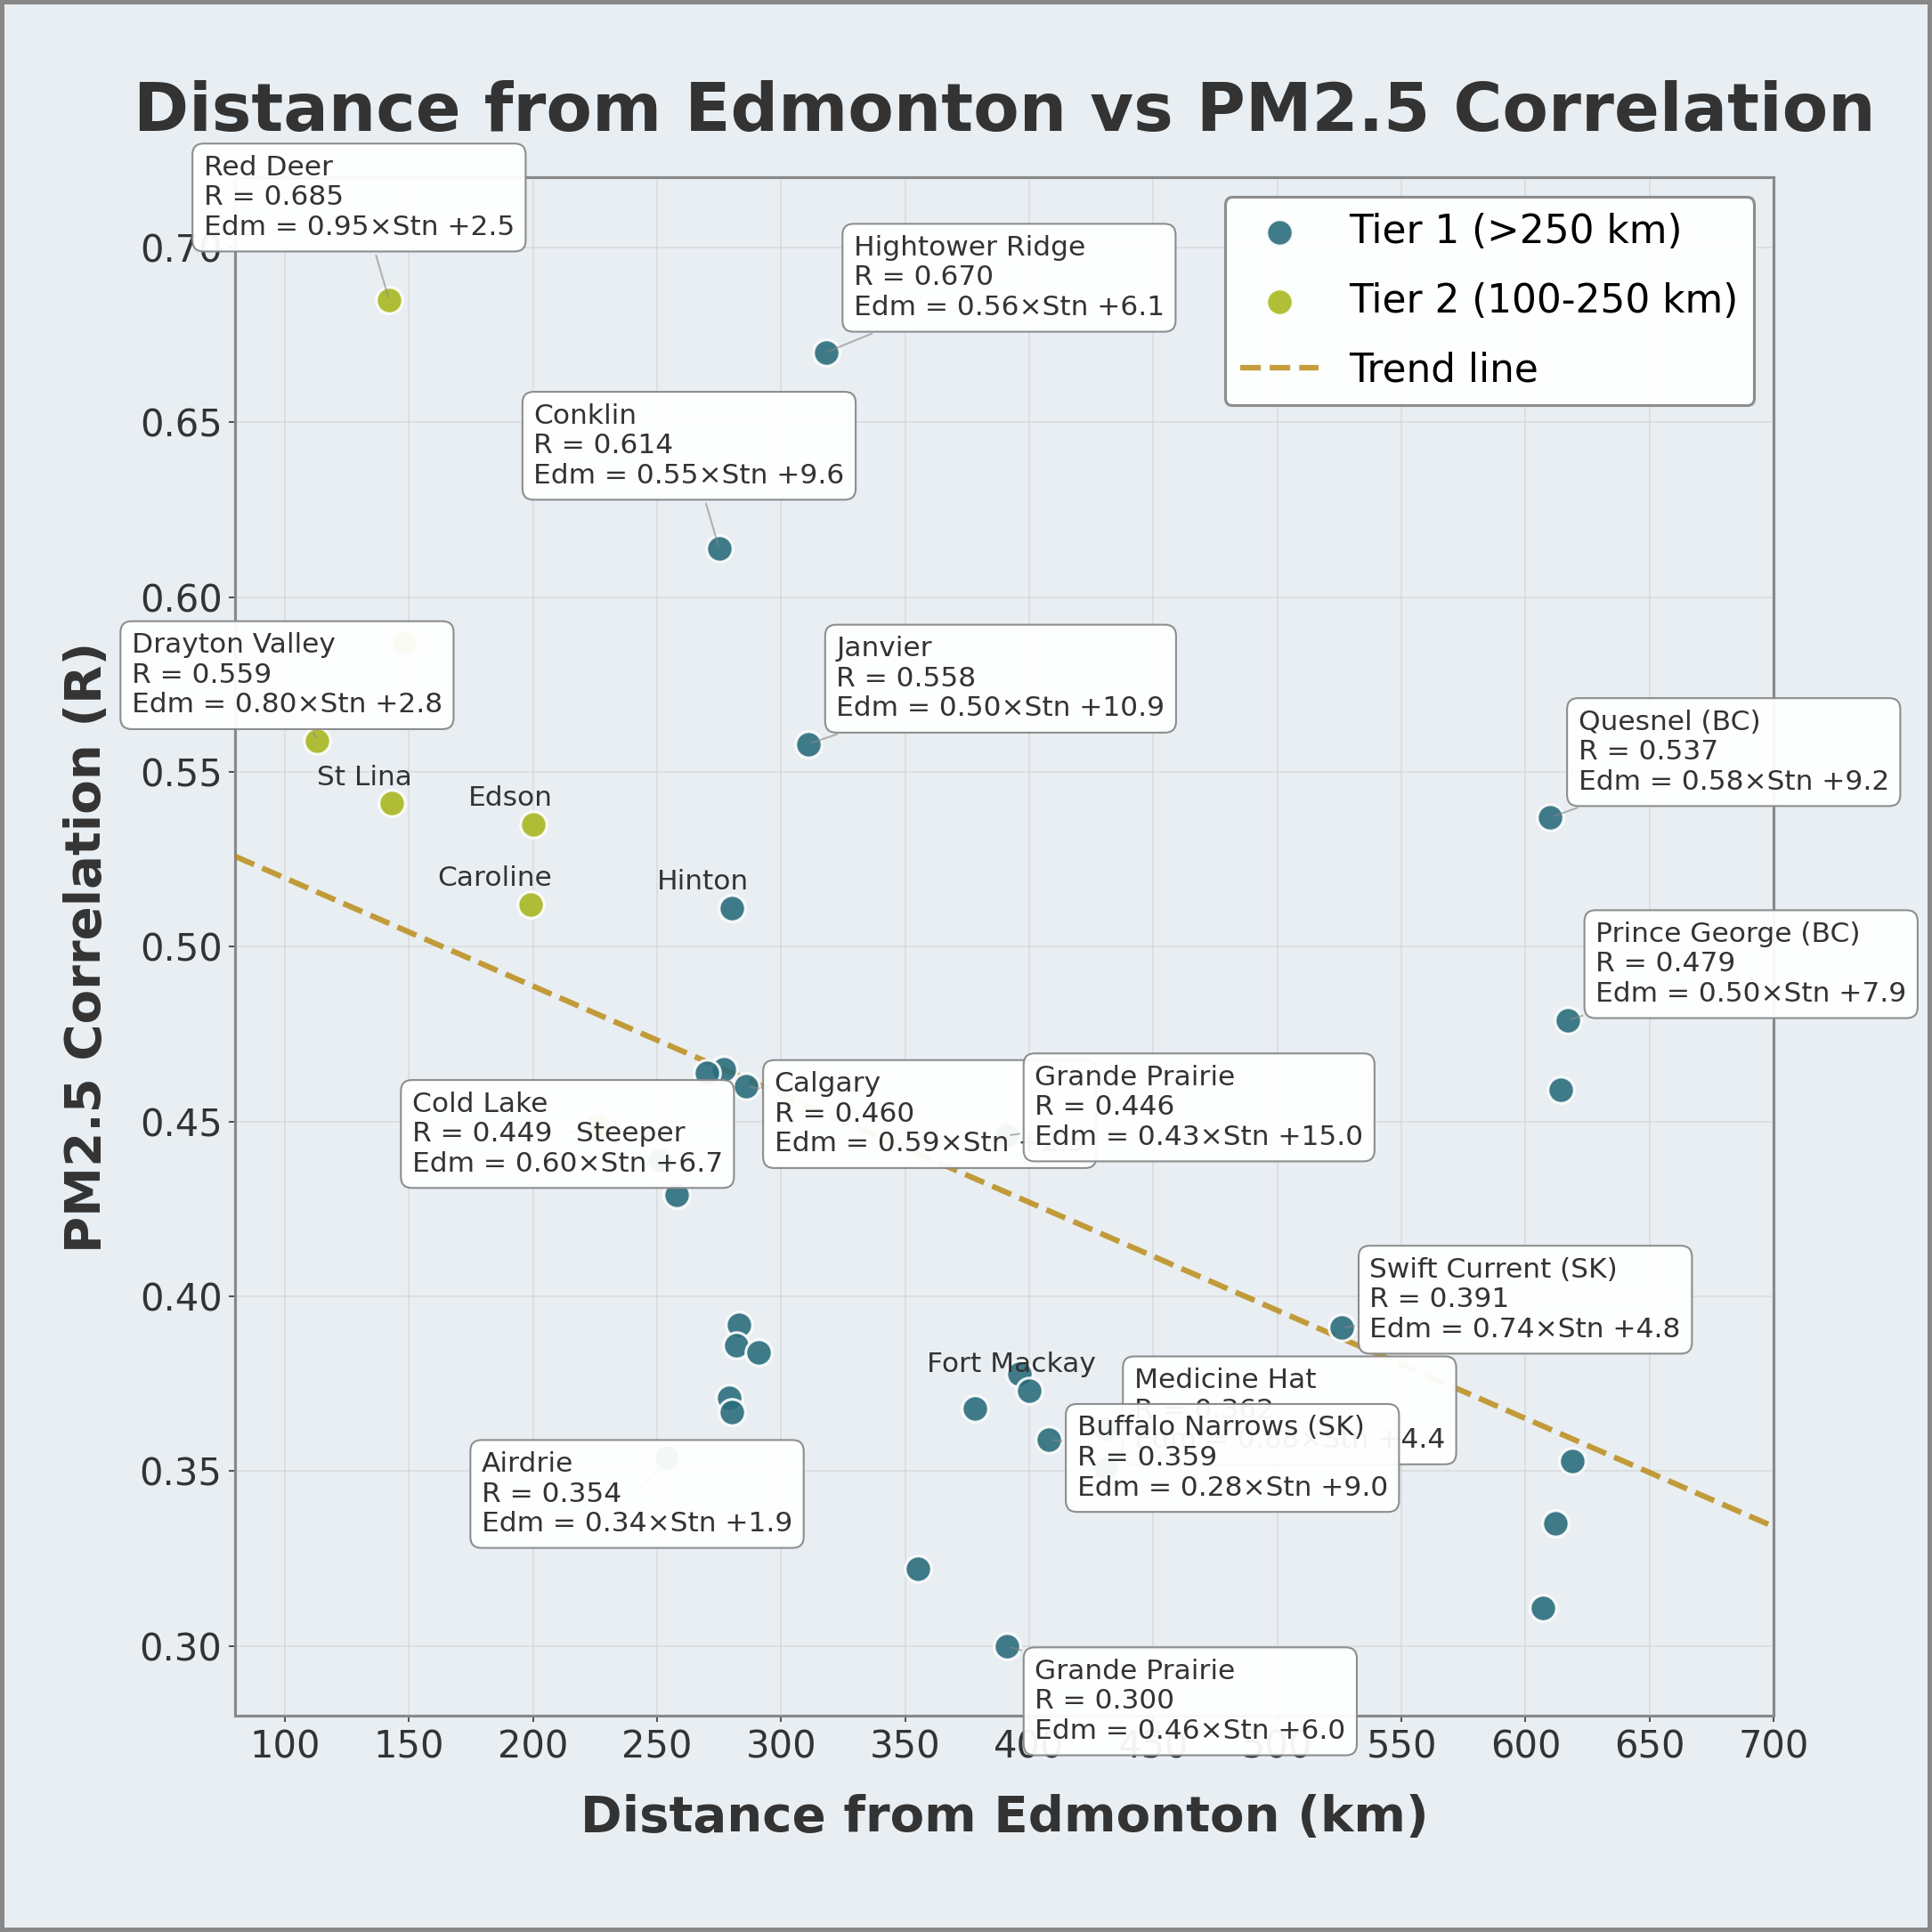 Distance from Edmonton vs PM2.5 Correlation
Red Deer
R = 0.685
Edm = 0.95×Stn +2.5
Hightower Ridge
R = 0.670
Edm = 0.56×Stn +6.1
Tier 1 (>250 km)
Tier 2 (100-250 km)
Trend line
Conklin
R = 0.614
Edm = 0.55×Stn +9.6
Drayton Valley
R = 0.559
Edm = 0.80×Stn +2.8
Janvier
R = 0.558
Edm = 0.50×Stn +10.9
Quesnel (BC)
R = 0.537
Edm = 0.58×Stn +9.2
St Lina
Edson
Caroline
Hinton
Prince George (BC)
R = 0.479
Edm = 0.50×Stn +7.9
Cold Lake
R = 0.449
Edm = 0.60×Stn +6.7
Steeper
Calgary
R = 0.460
Edm = 0.59×Stn
Grande Prairie
R = 0.446
Edm = 0.43×Stn +15.0
Swift Current (SK)
R = 0.391
Edm = 0.74×Stn +4.8
Fort Mackay
Medicine Hat
R = 0.362
+4.4
Buffalo Narrows (SK)
R = 0.359
Edm = 0.28×Stn +9.0
Airdrie
R = 0.354
Edm = 0.34×Stn +1.9
Grande Prairie
R = 0.300
Edm = 0.46×Stn +6.0
0.70
0.65
0.60
0.55
0.50
0.45
0.40
0.35
0.30
PM2.5 Correlation (R)
100 150 200 250 300 350 400 450 500 550 600 650 700
Distance from Edmonton (km)